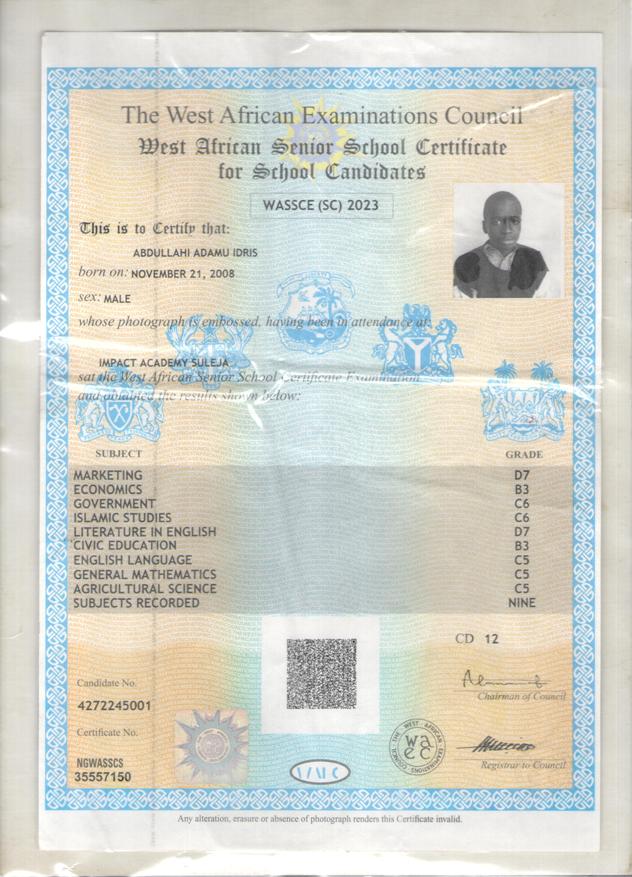 The West African Examinations Council
West African Senior School Certificate
for School Candidates
WASSCE (SC) 2023
This is to Certify that:
ABDULLAHI ADAMU IDRIS
born on: NOVEMBER 21, 2008
sex: MALE
whose photograph is embossed, having been in attendance at:
IMPACT ACADEMY SULEJA
sat the West African Senior School Certificate Examination
and obtained the results shown below:
SUBJECT GRADE
MARKETING D7
ECONOMICS B3
GOVERNMENT C6
ISLAMIC STUDIES C6
LITERATURE IN ENGLISH D7
CIVIC EDUCATION B3
ENGLISH LANGUAGE C5
GENERAL MATHEMATICS C5
AGRICULTURAL SCIENCE C5
SUBJECTS RECORDED NINE
CD 12
Candidate No.
4272245001
Chairman of Council
Certificate No.
NGWASSCS
35557150
THE WEST AFRICAN EXAMINATIONS COUNCIL
waec
Registrar to Council
Any alteration, erasure or absence of photograph renders this Certificate invalid.